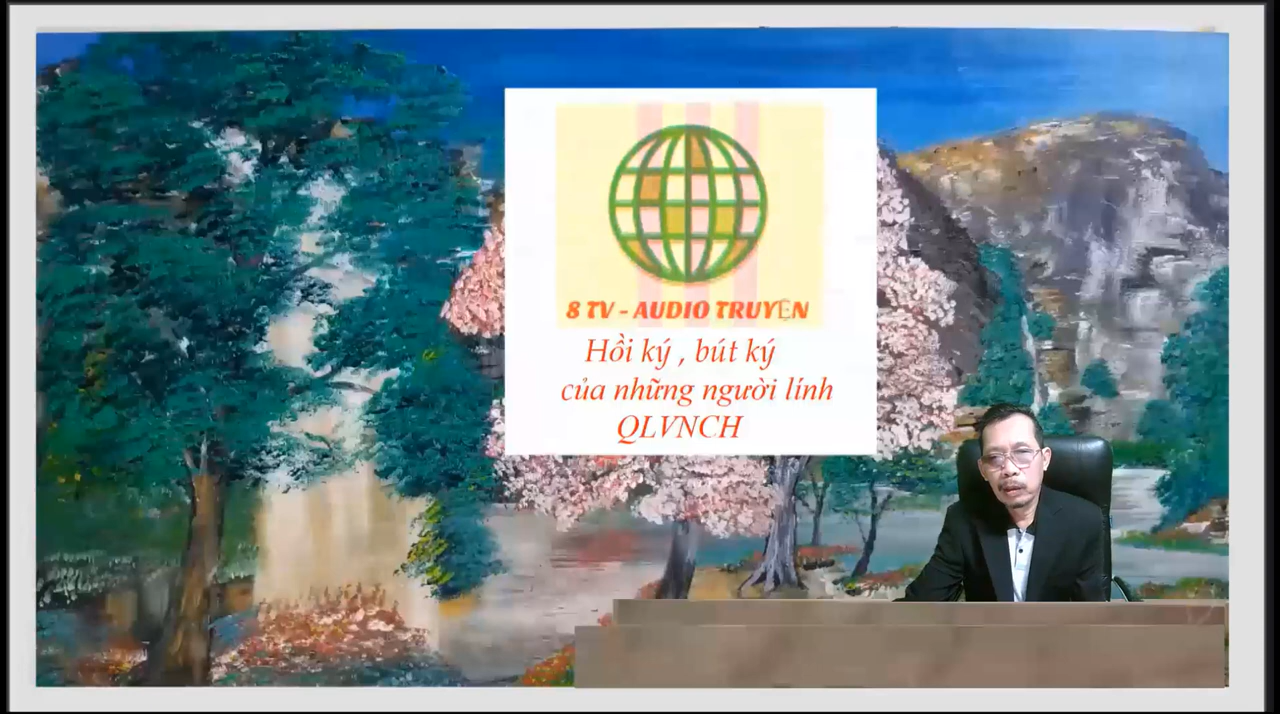 8 TV - AUDIO TRUYỆN
Hồi ký , bút ký
của những người lính
QLVNCH